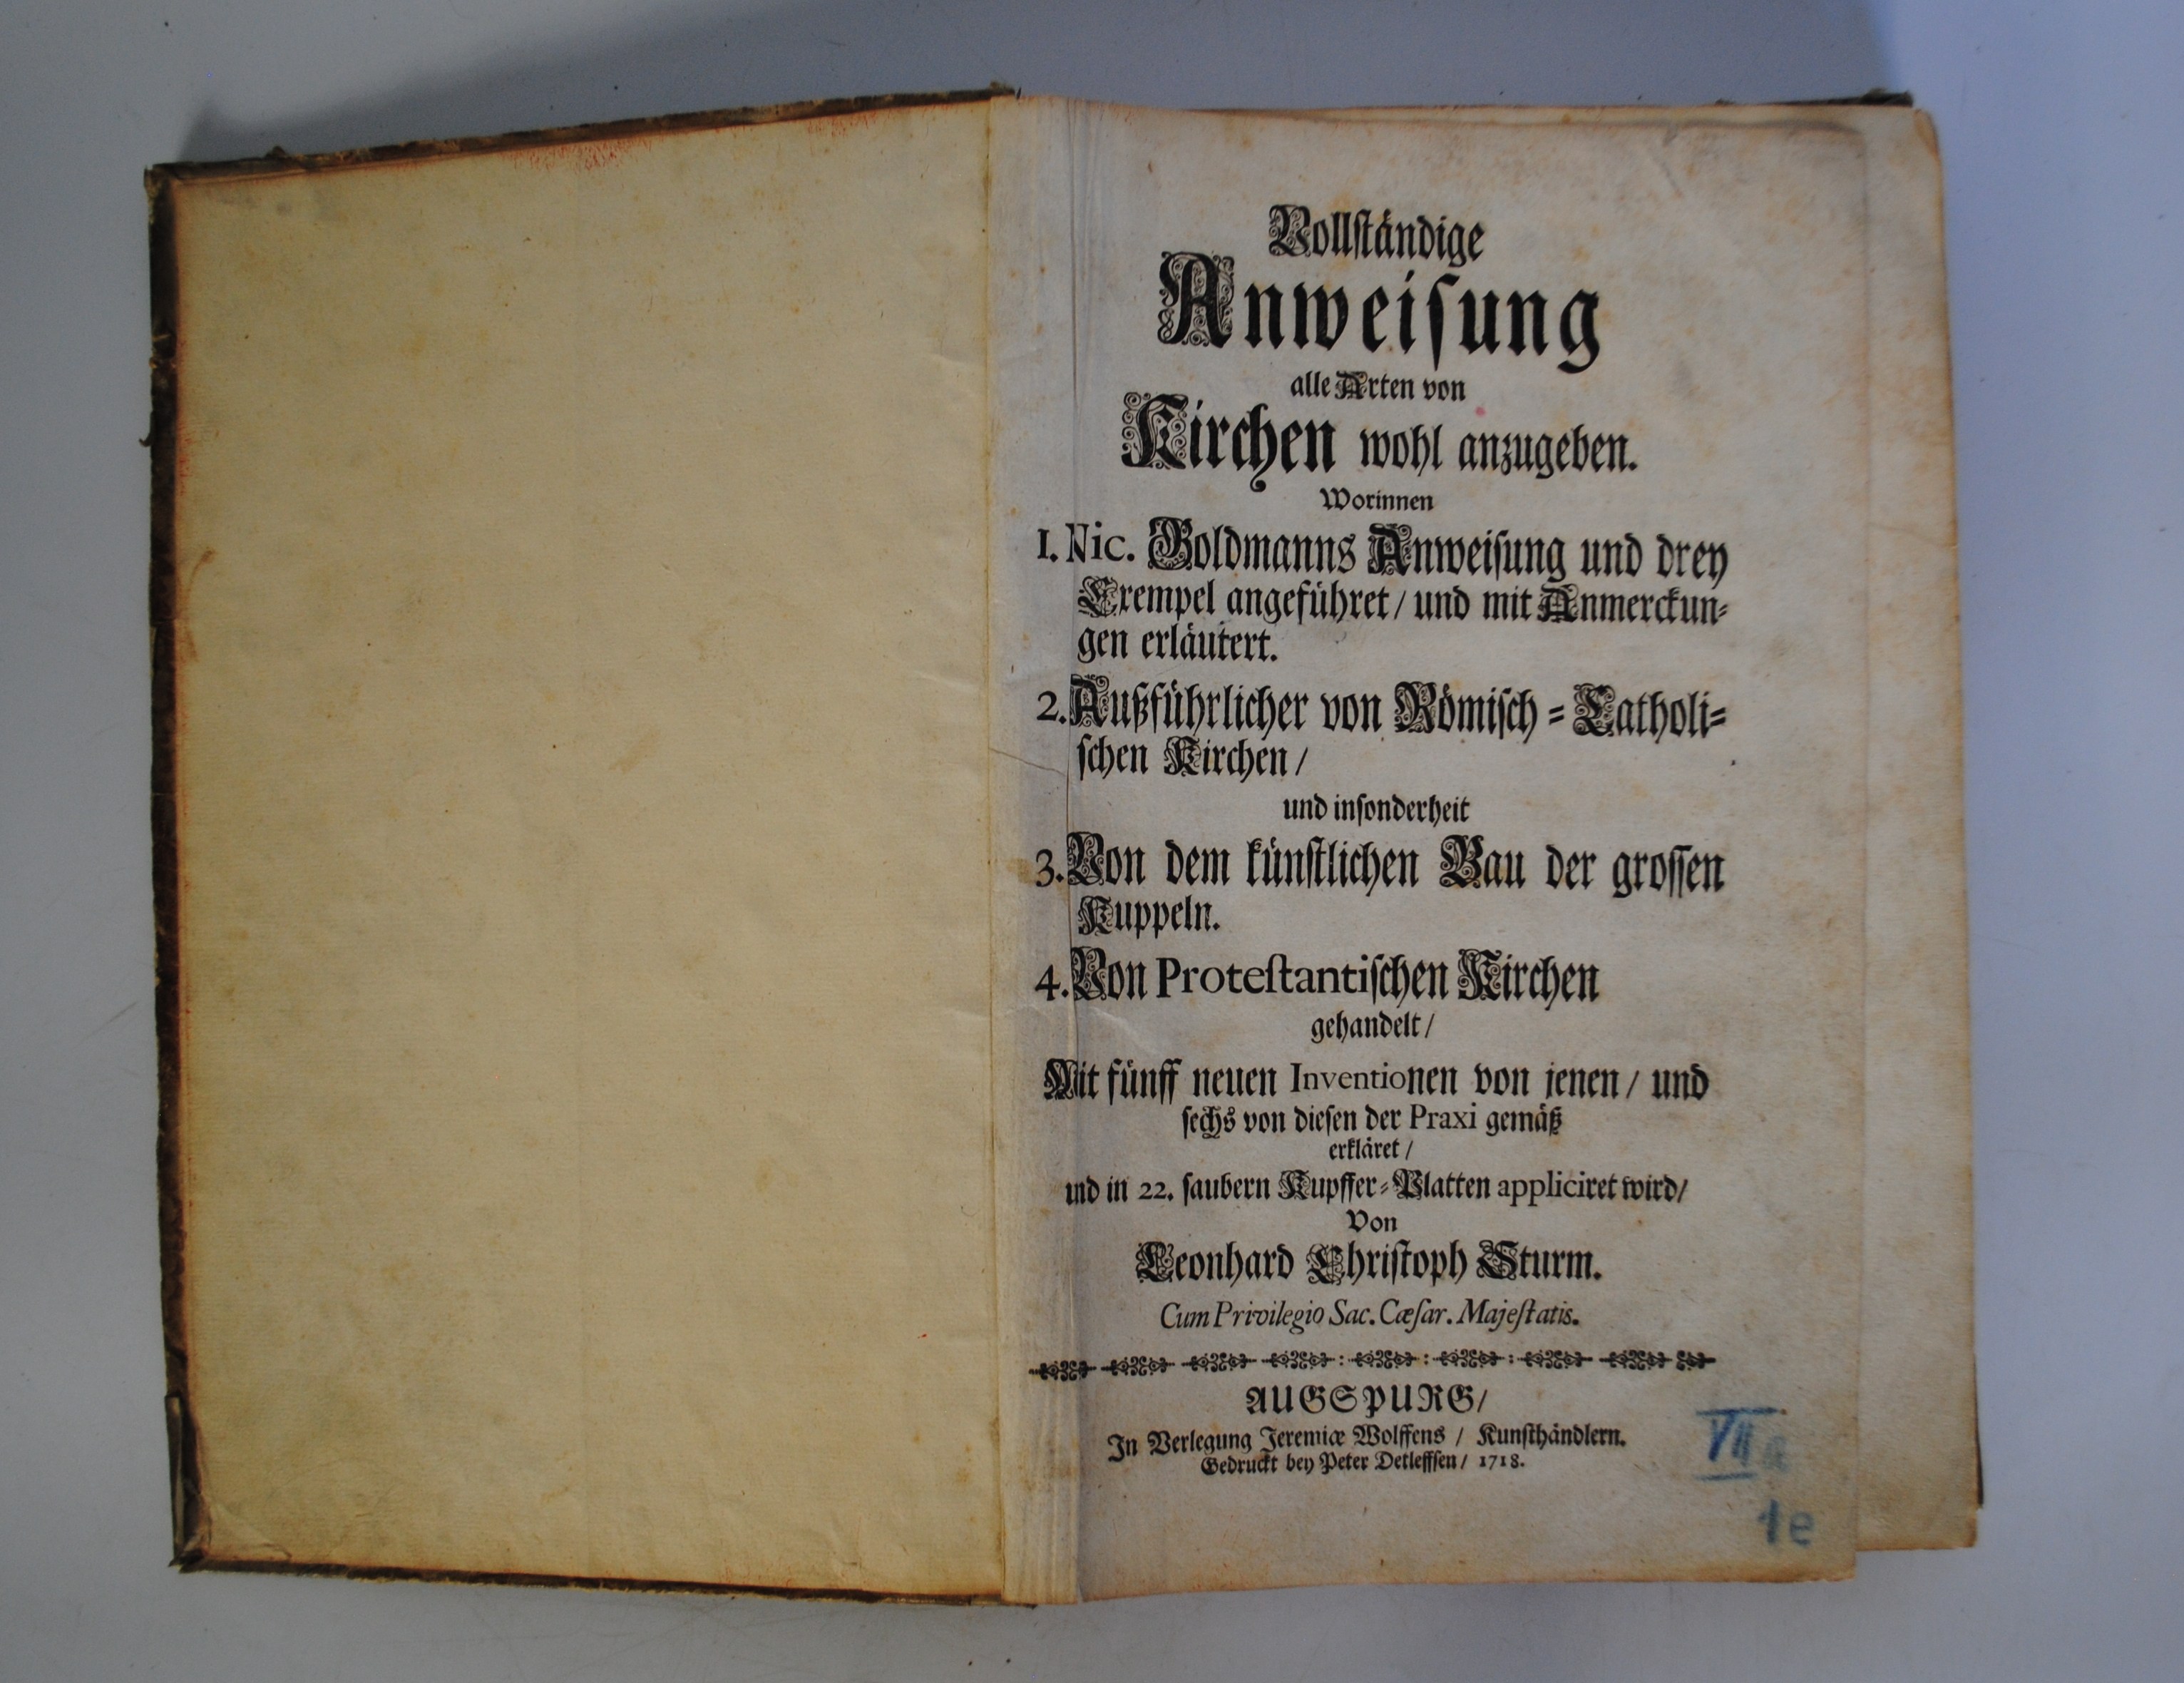 Vollständige
Anweisung
alle Arten von
Kirchen wohl anzugeben.
Worinnen
1. Nic. Goldmanns Anweisung und drey
Exempel angeführet / und mit Anmerckun=
gen erläutert.
2. Außführlicher von Römisch = Catholi=
schen Kirchen /
und insonderheit
3. Von dem künstlichen Bau der grossen
Kuppeln.
4. Von Protestantischen Kirchen
gehandelt /
Mit fünff neuen Inventionen von jenen / und
sechs von diesen der Praxi gemäß
erkläret /
und in 22. saubern Kupffer=Platten appliciret wird /
Von
Leonhard Christoph Sturm.
Cum Privilegio Sac. Cæsar. Majestatis.
AUGSPURG /
In Verlegung Jeremiæ Wolffens / Kunsthändlern.
Gedruckt bey Peter Detleffsen / 1718.
VII
1e